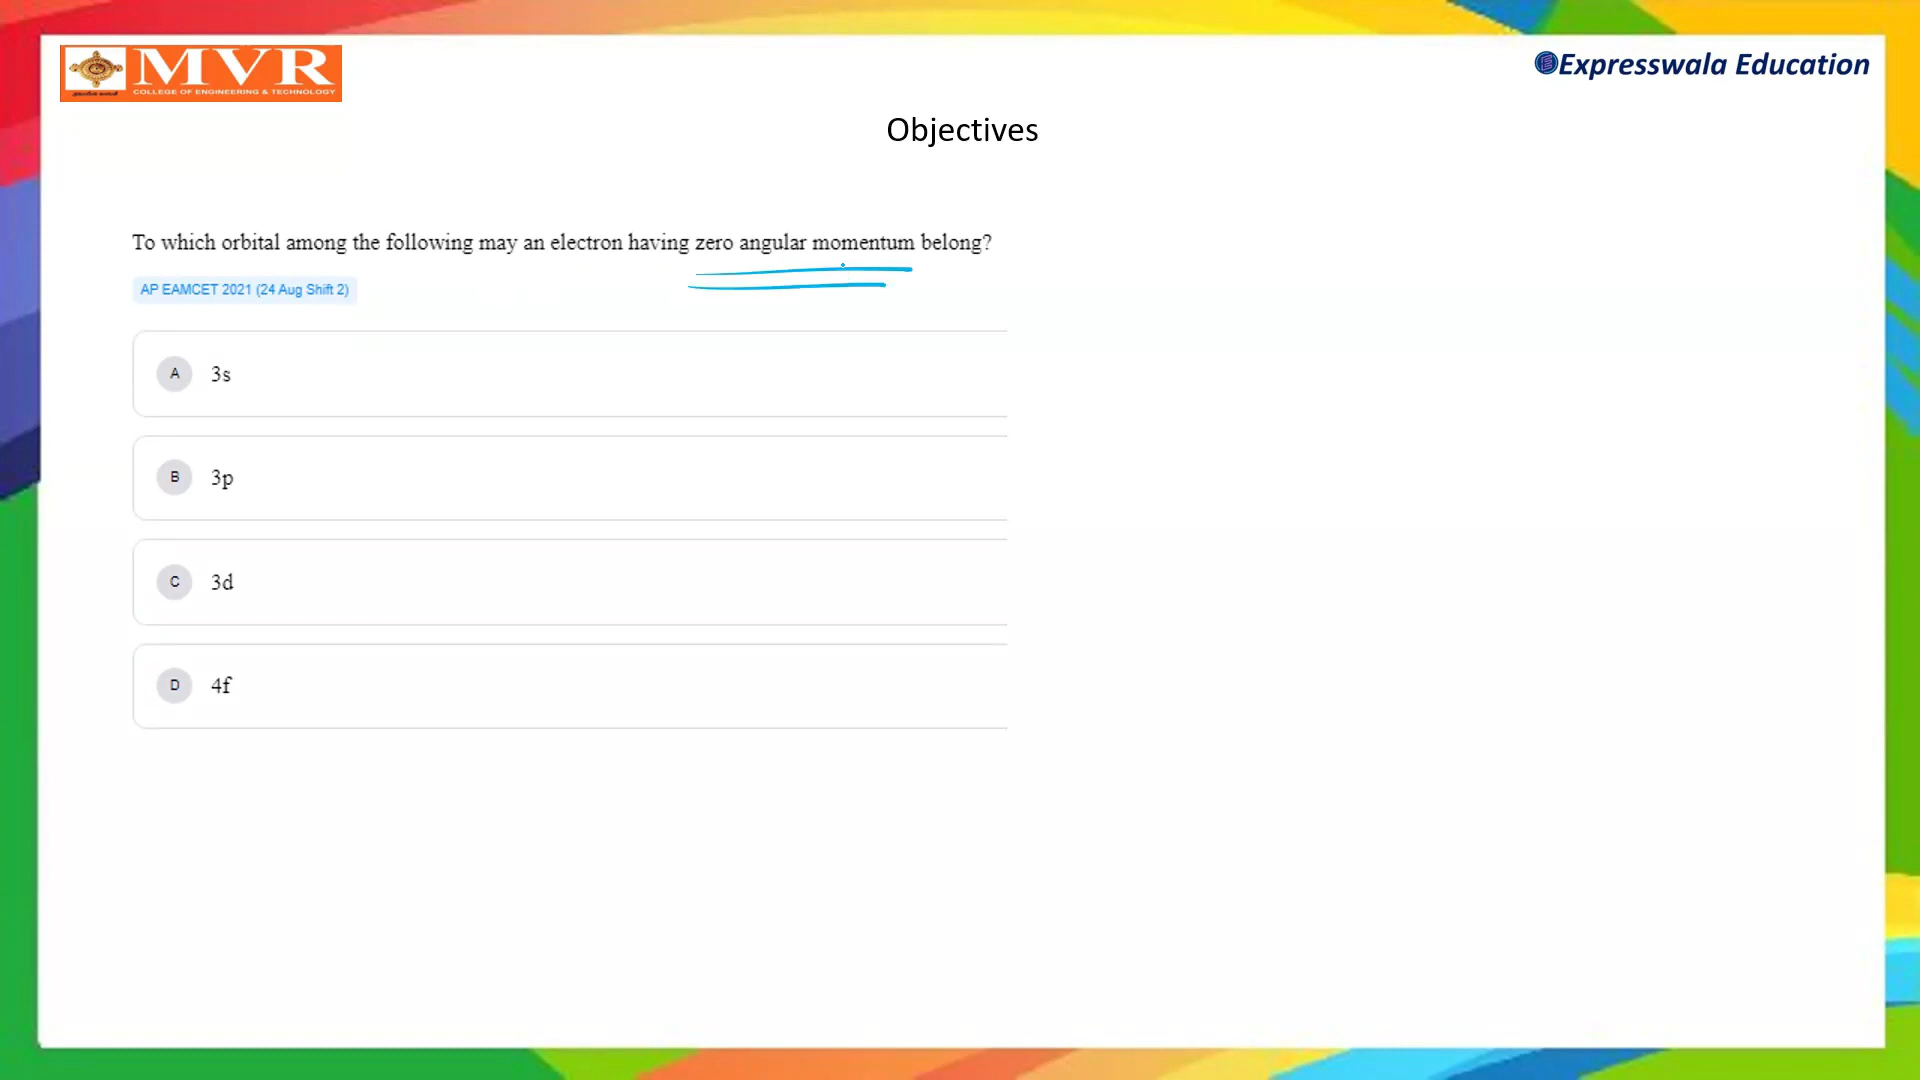 MVR
COLLEGE OF ENGINEERING & TECHNOLOGY
Expresswala Education
Objectives
To which orbital among the following may an electron having zero angular momentum belong?
AP EAMCET 2021 (24 Aug Shift 2)
A 3s
B 3p
C 3d
D 4f